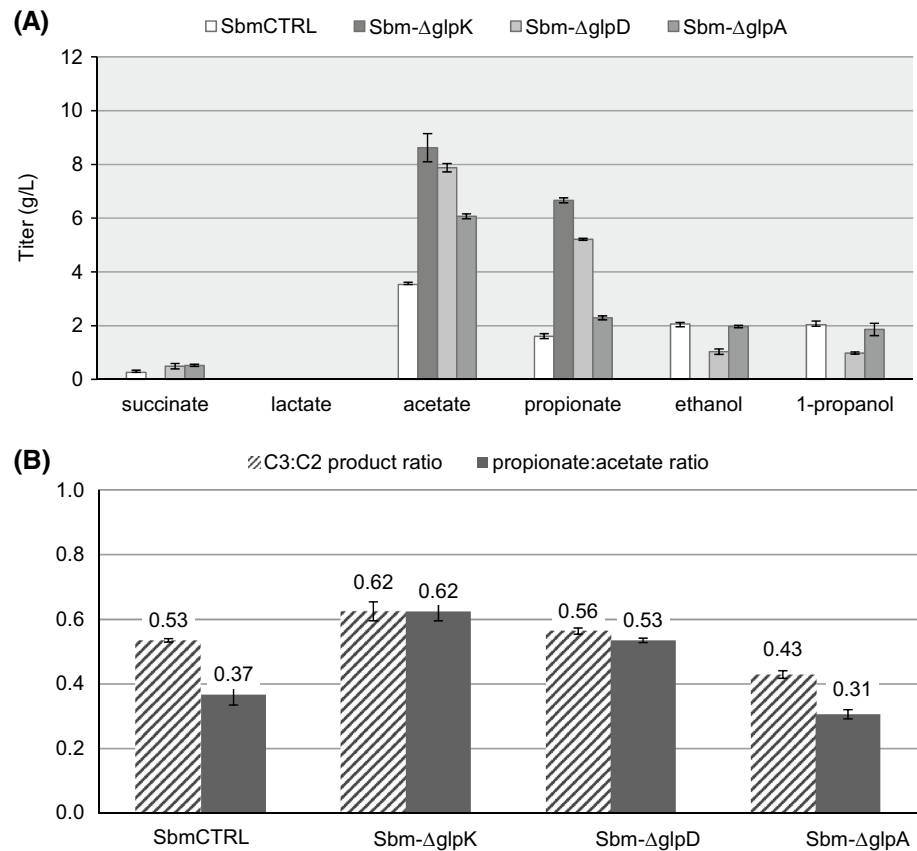 (A)
SbmCTRL Sbm-ΔglpK Sbm-ΔglpD Sbm-ΔglpA
12
10
8
6
4
2
0
Titer (g/L)
succinate lactate acetate propionate ethanol 1-propanol
(B)
C3:C2 product ratio propionate:acetate ratio
1.0
0.8
0.6
0.4
0.2
0.0
0.53 0.37 0.62 0.62 0.56 0.53 0.43 0.31
SbmCTRL Sbm-ΔglpK Sbm-ΔglpD Sbm-ΔglpA